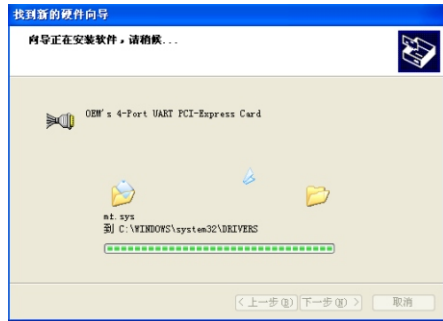 找到新的硬件向导
向导正在安装软件，请稍候...
OEM's 4-Port UART PCI-Express Card
mt.sys
到 C:\WINDOWS\system32\DRIVERS
< 上一步(B) 下一步(N) > 取消